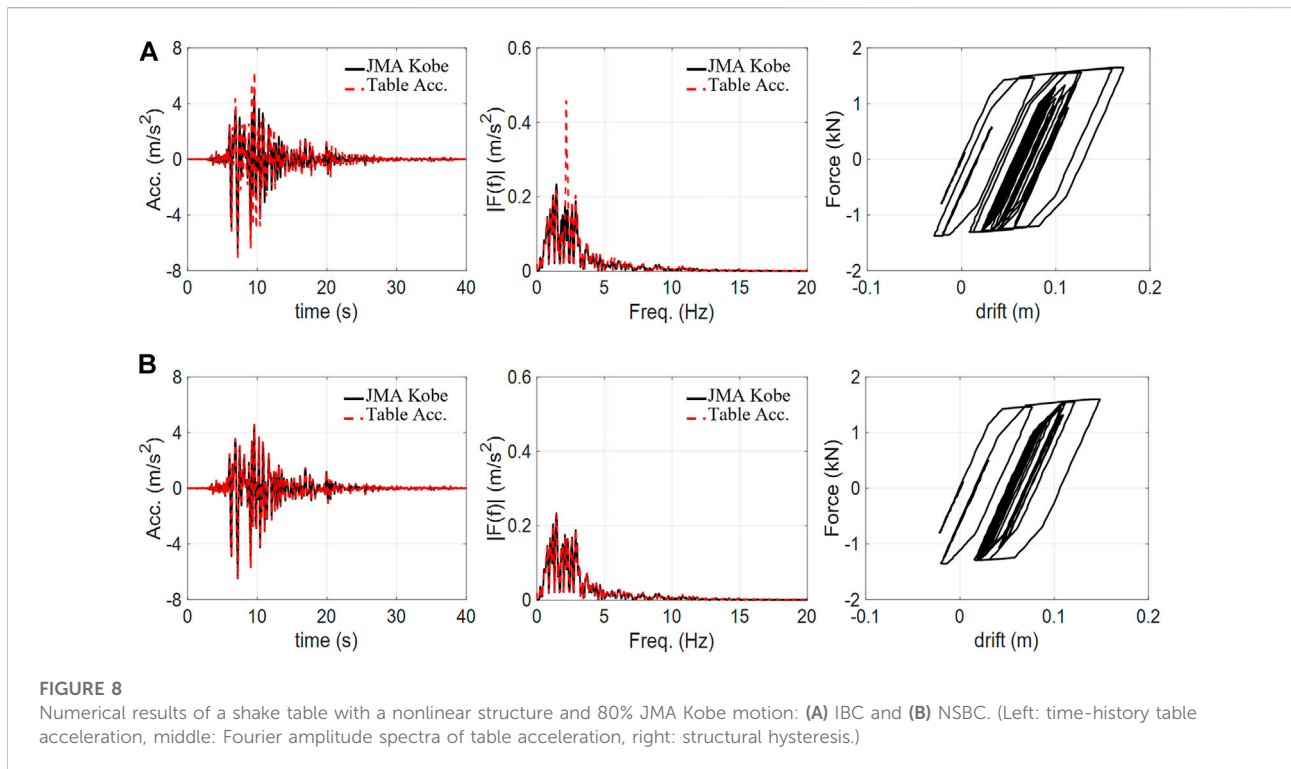 A
8
4
0
-4
-8
0
10
20
30
40
Acc. (m/s²)
time (s)
JMA Kobe
Table Acc.
0.6
0.4
0.2
0
0
5
10
15
20
|F(f)| (m/s²)
Freq. (Hz)
JMA Kobe
Table Acc.
2
1
0
-1
-2
-0.1
0
0.1
0.2
Force (kN)
drift (m)
B
8
4
0
-4
-8
0
10
20
30
40
Acc. (m/s²)
time (s)
JMA Kobe
Table Acc.
0.6
0.4
0.2
0
0
5
10
15
20
|F(f)| (m/s²)
Freq. (Hz)
JMA Kobe
Table Acc.
2
1
0
-1
-2
-0.1
0
0.1
0.2
Force (kN)
drift (m)
FIGURE 8
Numerical results of a shake table with a nonlinear structure and 80% JMA Kobe motion: (A) IBC and (B) NSBC. (Left: time-history table
acceleration, middle: Fourier amplitude spectra of table acceleration, right: structural hysteresis.)